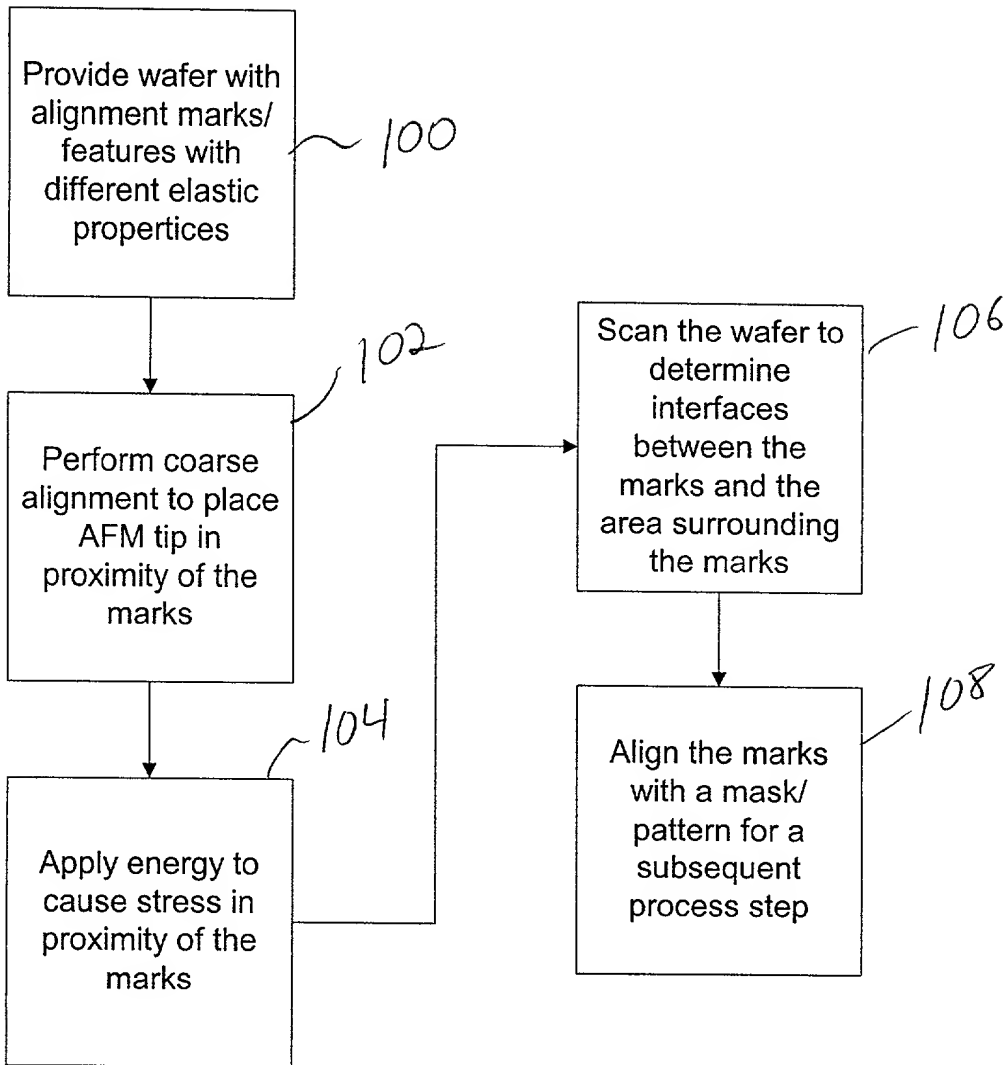 Provide wafer with
alignment marks/
features with
different elastic
propertices
100
102
Perform coarse
alignment to place
AFM tip in
proximity of the
marks
104
Apply energy to
cause stress in
proximity of the
marks
106
Scan the wafer to
determine
interfaces
between the
marks and the
area surrounding
the marks
108
Align the marks
with a mask/
pattern for a
subsequent
process step